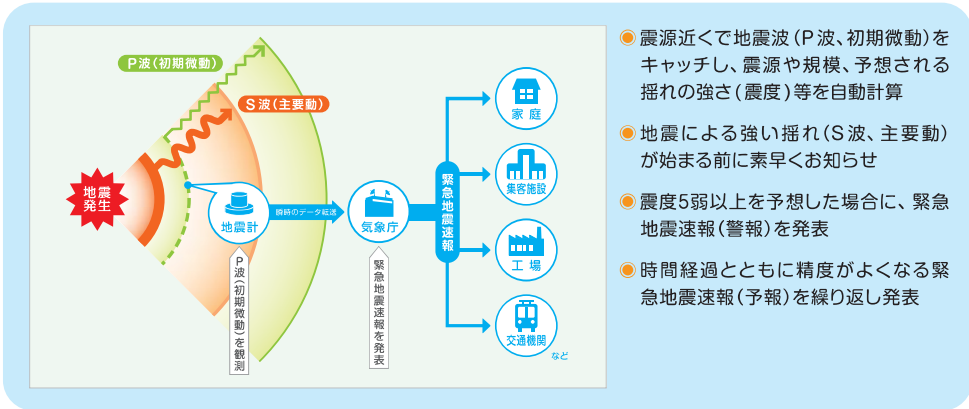 P波(初期微動)
S波(主要動)
地震
発生
地震計
瞬時のデータ転送
気象庁
緊急地震速報
家庭
集客施設
工場
交通機関
など
P波(初期微動)を観測
緊急地震速報を発表
震源近くで地震波(P波、初期微動)を
キャッチし、震源や規模、予想される
揺れの強さ(震度)等を自動計算
地震による強い揺れ(S波、主要動)
が始まる前に素早くお知らせ
震度5弱以上を予想した場合に、緊急
地震速報(警報)を発表
時間経過とともに精度がよくなる緊
急地震速報(予報)を繰り返し発表